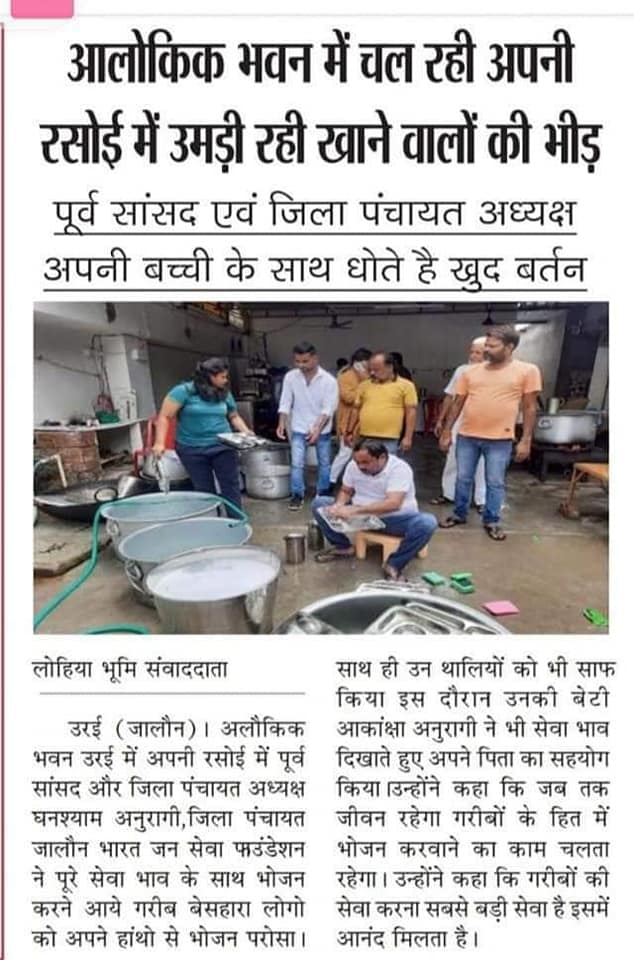 आलोकिक भवन में चल रही अपनी
रसोई में उमड़ी रही खाने वालों की भीड़
पूर्व सांसद एवं जिला पंचायत अध्यक्ष
अपनी बच्ची के साथ धोते है खुद बर्तन
लोहिया भूमि संवाददाता
उरई (जालौन)। अलौकिक
भवन उरई में अपनी रसोई में पूर्व
सांसद और जिला पंचायत अध्यक्ष
घनश्याम अनुरागी,जिला पंचायत
जालौन भारत जन सेवा फाउंडेशन
ने पूरे सेवा भाव के साथ भोजन
करने आये गरीब बेसहारा लोगो
को अपने हांथो से भोजन परोसा।
साथ ही उन थालियों को भी साफ
किया इस दौरान उनकी बेटी
आकांक्षा अनुरागी ने भी सेवा भाव
दिखाते हुए अपने पिता का सहयोग
किया।उन्होंने कहा कि जब तक
जीवन रहेगा गरीबों के हित में
भोजन करवाने का काम चलता
रहेगा। उन्होंने कहा कि गरीबों की
सेवा करना सबसे बड़ी सेवा है इसमें
आनंद मिलता है।